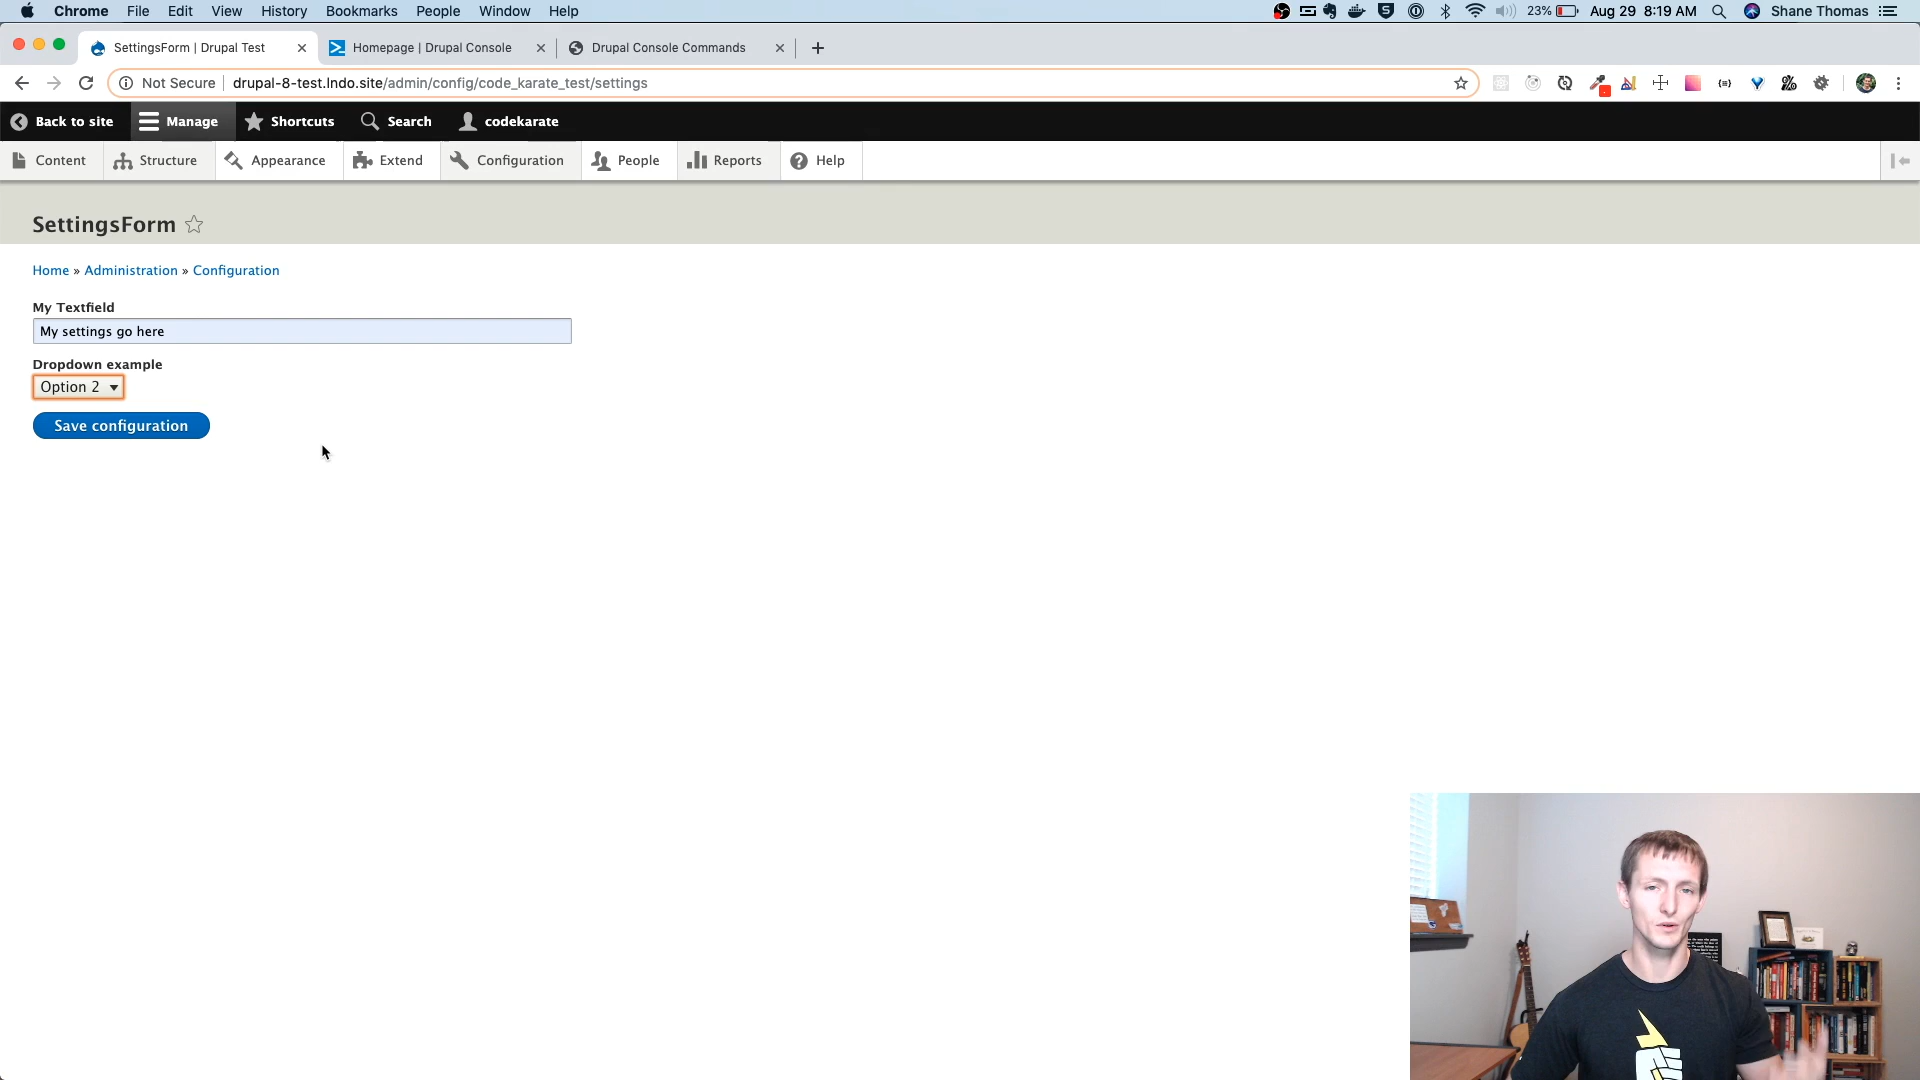 Chrome File Edit View History Bookmarks People Window Help 23% Aug 29 8:19 AM Shane Thomas
SettingsForm | Drupal Test Homepage | Drupal Console Drupal Console Commands
Not Secure drupal-8-test.lndo.site/admin/config/code_karate_test/settings
Back to site Manage Shortcuts Search codekarate
Content Structure Appearance Extend Configuration People Reports Help
SettingsForm
Home » Administration » Configuration
My Textfield
My settings go here
Dropdown example
Option 2
Save configuration